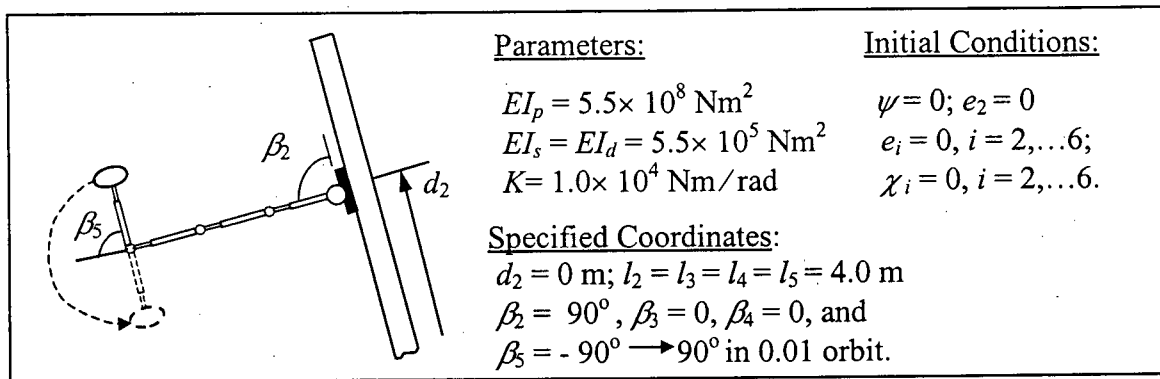 Parameters:
EI_p = 5.5× 10^8 Nm^2
EI_s = EI_d = 5.5× 10^5 Nm^2
K= 1.0× 10^4 Nm/rad
Initial Conditions:
ψ= 0; e_2 = 0
e_i = 0, i = 2,...6;
χ_i = 0, i = 2,...6.
β_2
d_2
β_5
Specified Coordinates:
d_2 = 0 m; l_2 = l_3 = l_4 = l_5 = 4.0 m
β_2 = 90°, β_3 = 0, β_4 = 0, and
β_5 = - 90° → 90° in 0.01 orbit.